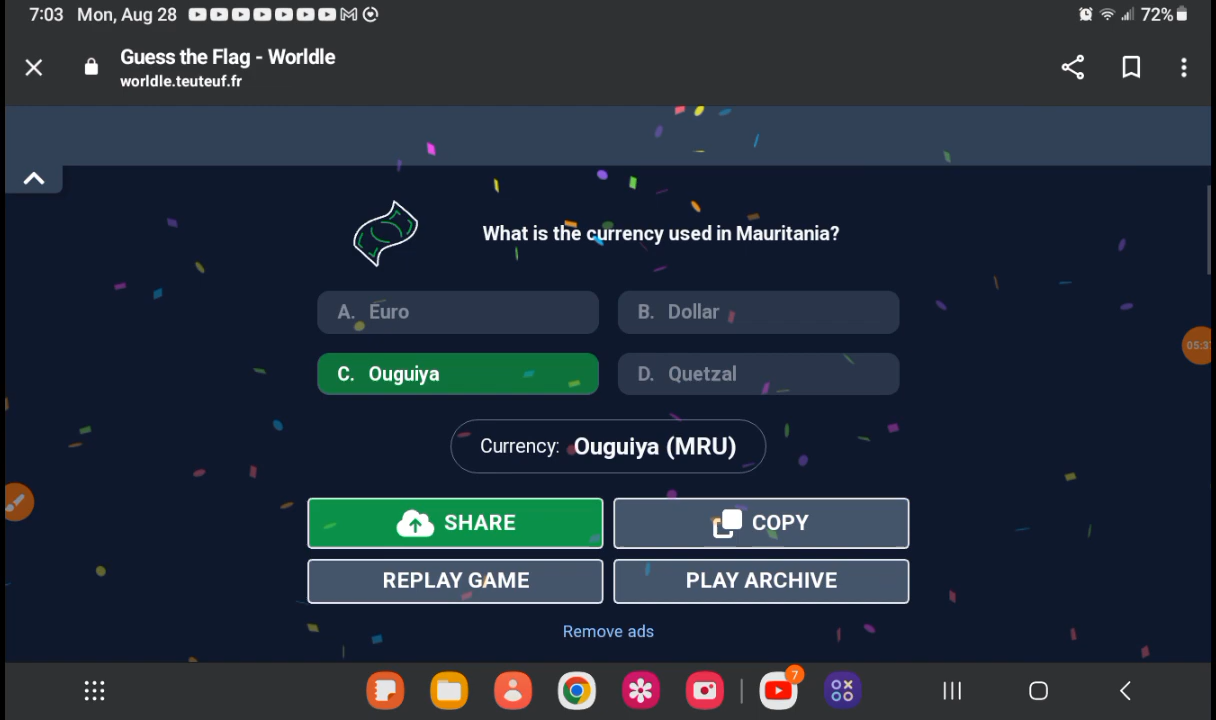 7:03 Mon, Aug 28
72%
Guess the Flag - Worldle
worldle.teuteuf.fr
What is the currency used in Mauritania?
A. Euro
B. Dollar
C. Ouguiya
D. Quetzal
Currency: Ouguiya (MRU)
SHARE
COPY
REPLAY GAME
PLAY ARCHIVE
Remove ads
7